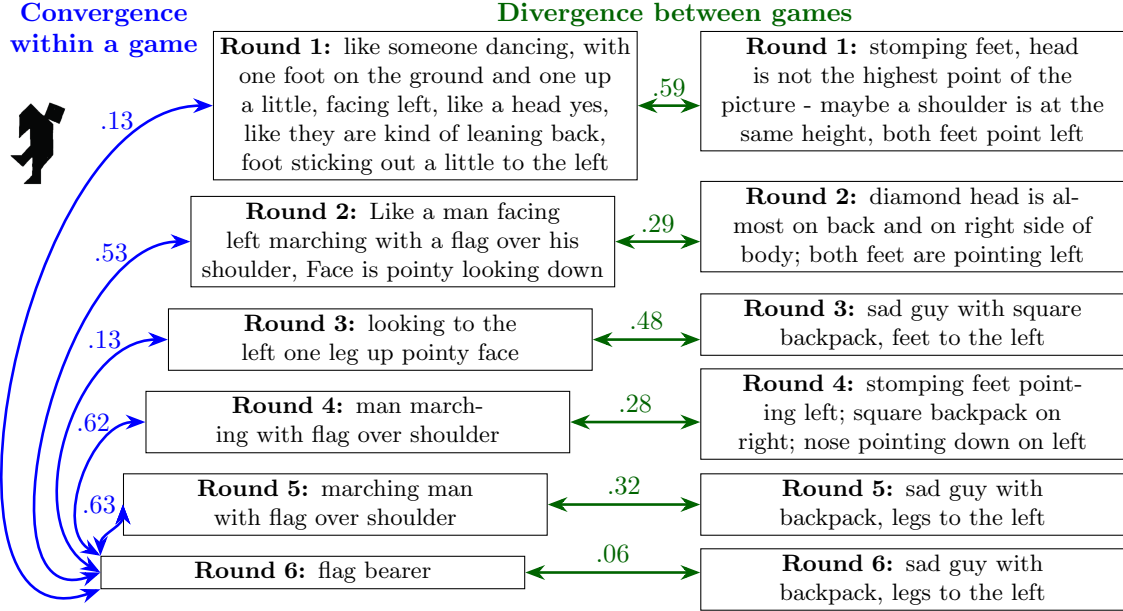 Convergence
within a game
Divergence between games
Round 1: like someone dancing, with
one foot on the ground and one up
a little, facing left, like a head yes,
like they are kind of leaning back,
foot sticking out a little to the left
.13
.59
Round 1: stomping feet, head
is not the highest point of the
picture - maybe a shoulder is at the
same height, both feet point left
Round 2: Like a man facing
left marching with a flag over his
shoulder, Face is pointy looking down
.53
.29
Round 2: diamond head is al-
most on back and on right side of
body; both feet are pointing left
Round 3: looking to the
left one leg up pointy face
.13
.48
Round 3: sad guy with square
backpack, feet to the left
Round 4: man march-
ing with flag over shoulder
.62
.28
Round 4: stomping feet point-
ing left; square backpack on
right; nose pointing down on left
Round 5: marching man
with flag over shoulder
.63
.32
Round 5: sad guy with
backpack, legs to the left
Round 6: flag bearer
.06
Round 6: sad guy with
backpack, legs to the left